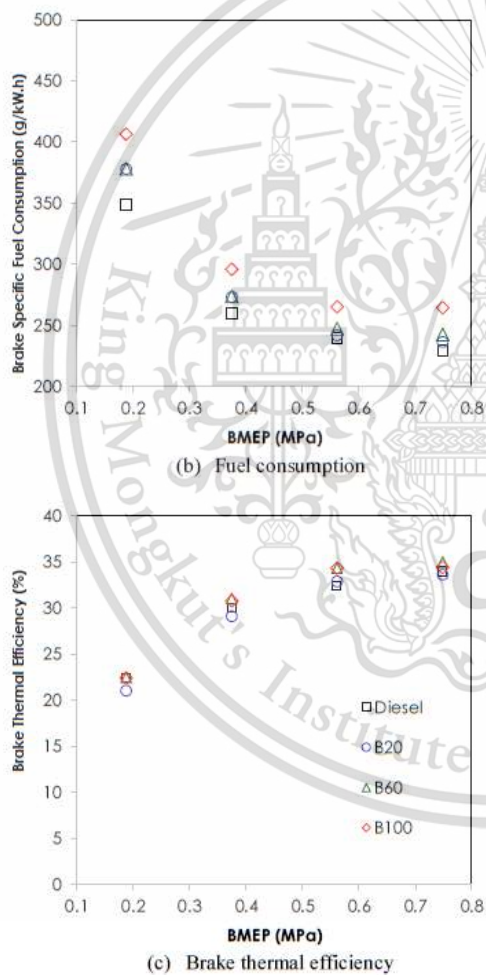 Brake Specific Fuel Consumption (g/kW.h)
500
450
400
350
300
250
200
0.1 0.2 0.3 0.4 0.5 0.6 0.7 0.8
BMEP (MPa)
(b) Fuel consumption
Brake Thermal Efficiency (%)
40
35
30
25
20
15
10
5
0
Diesel
B20
B60
B100
0.1 0.2 0.3 0.4 0.5 0.6 0.7 0.8
BMEP (MPa)
(c) Brake thermal efficiency
King Mongkut's Institute